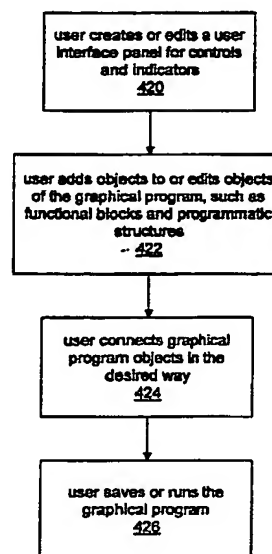 user creates or edits a user
interface panel for controls
and indicators
420
user adds objects to or edits objects
of the graphical program, such as
functional blocks and programmatic
structures
422
user connects graphical
program objects in the
desired way
424
user saves or runs the
graphical program
426